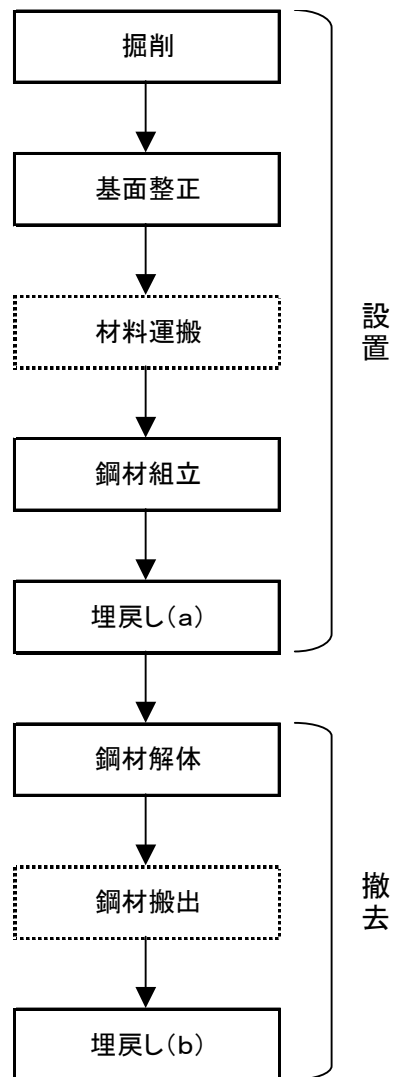 掘削
基面整正
材料運搬
鋼材組立
埋戻し(a)
設置
鋼材解体
鋼材搬出
埋戻し(b)
撤去